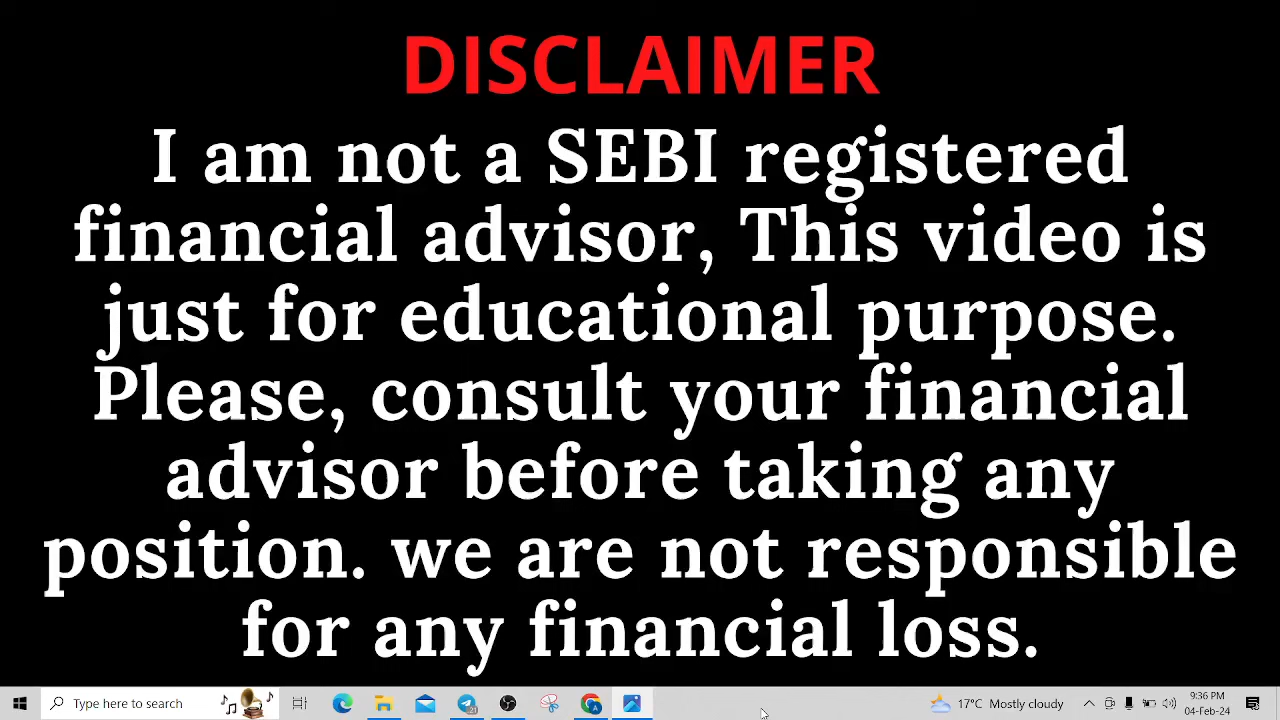 DISCLAIMER
I am not a SEBI registered
financial advisor, This video is
just for educational purpose.
Please, consult your financial
advisor before taking any
position. we are not responsible
for any financial loss.
Type here to search
17°C Mostly cloudy
9:36 PM
04-Feb-24